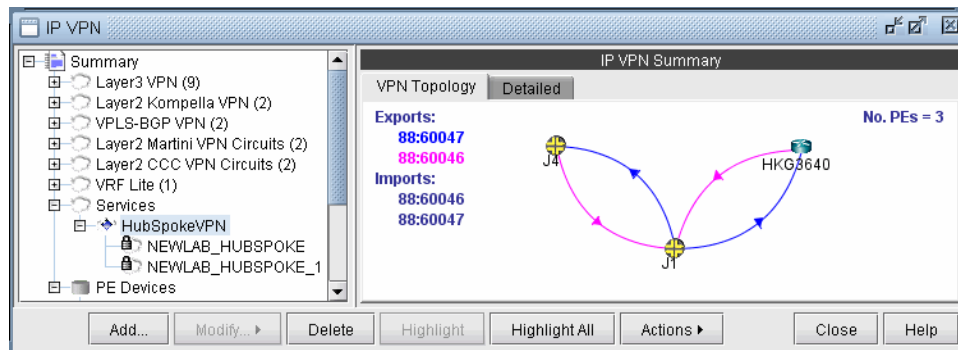 IP VPN
Summary
Layer3 VPN (9)
Layer2 Kompella VPN (2)
VPLS-BGP VPN (2)
Layer2 Martini VPN Circuits (2)
Layer2 CCC VPN Circuits (2)
VRF Lite (1)
Services
HubSpokeVPN
NEWLAB_HUBSPOKE
NEWLAB_HUBSPOKE_1
PE Devices
IP VPN Summary
VPN Topology Detailed
Exports:
88:60047
88:60046
Imports:
88:60046
88:60047
No. PEs = 3
J4
HKG3640
J1
Add... Modify... Delete Highlight Highlight All Actions Close Help